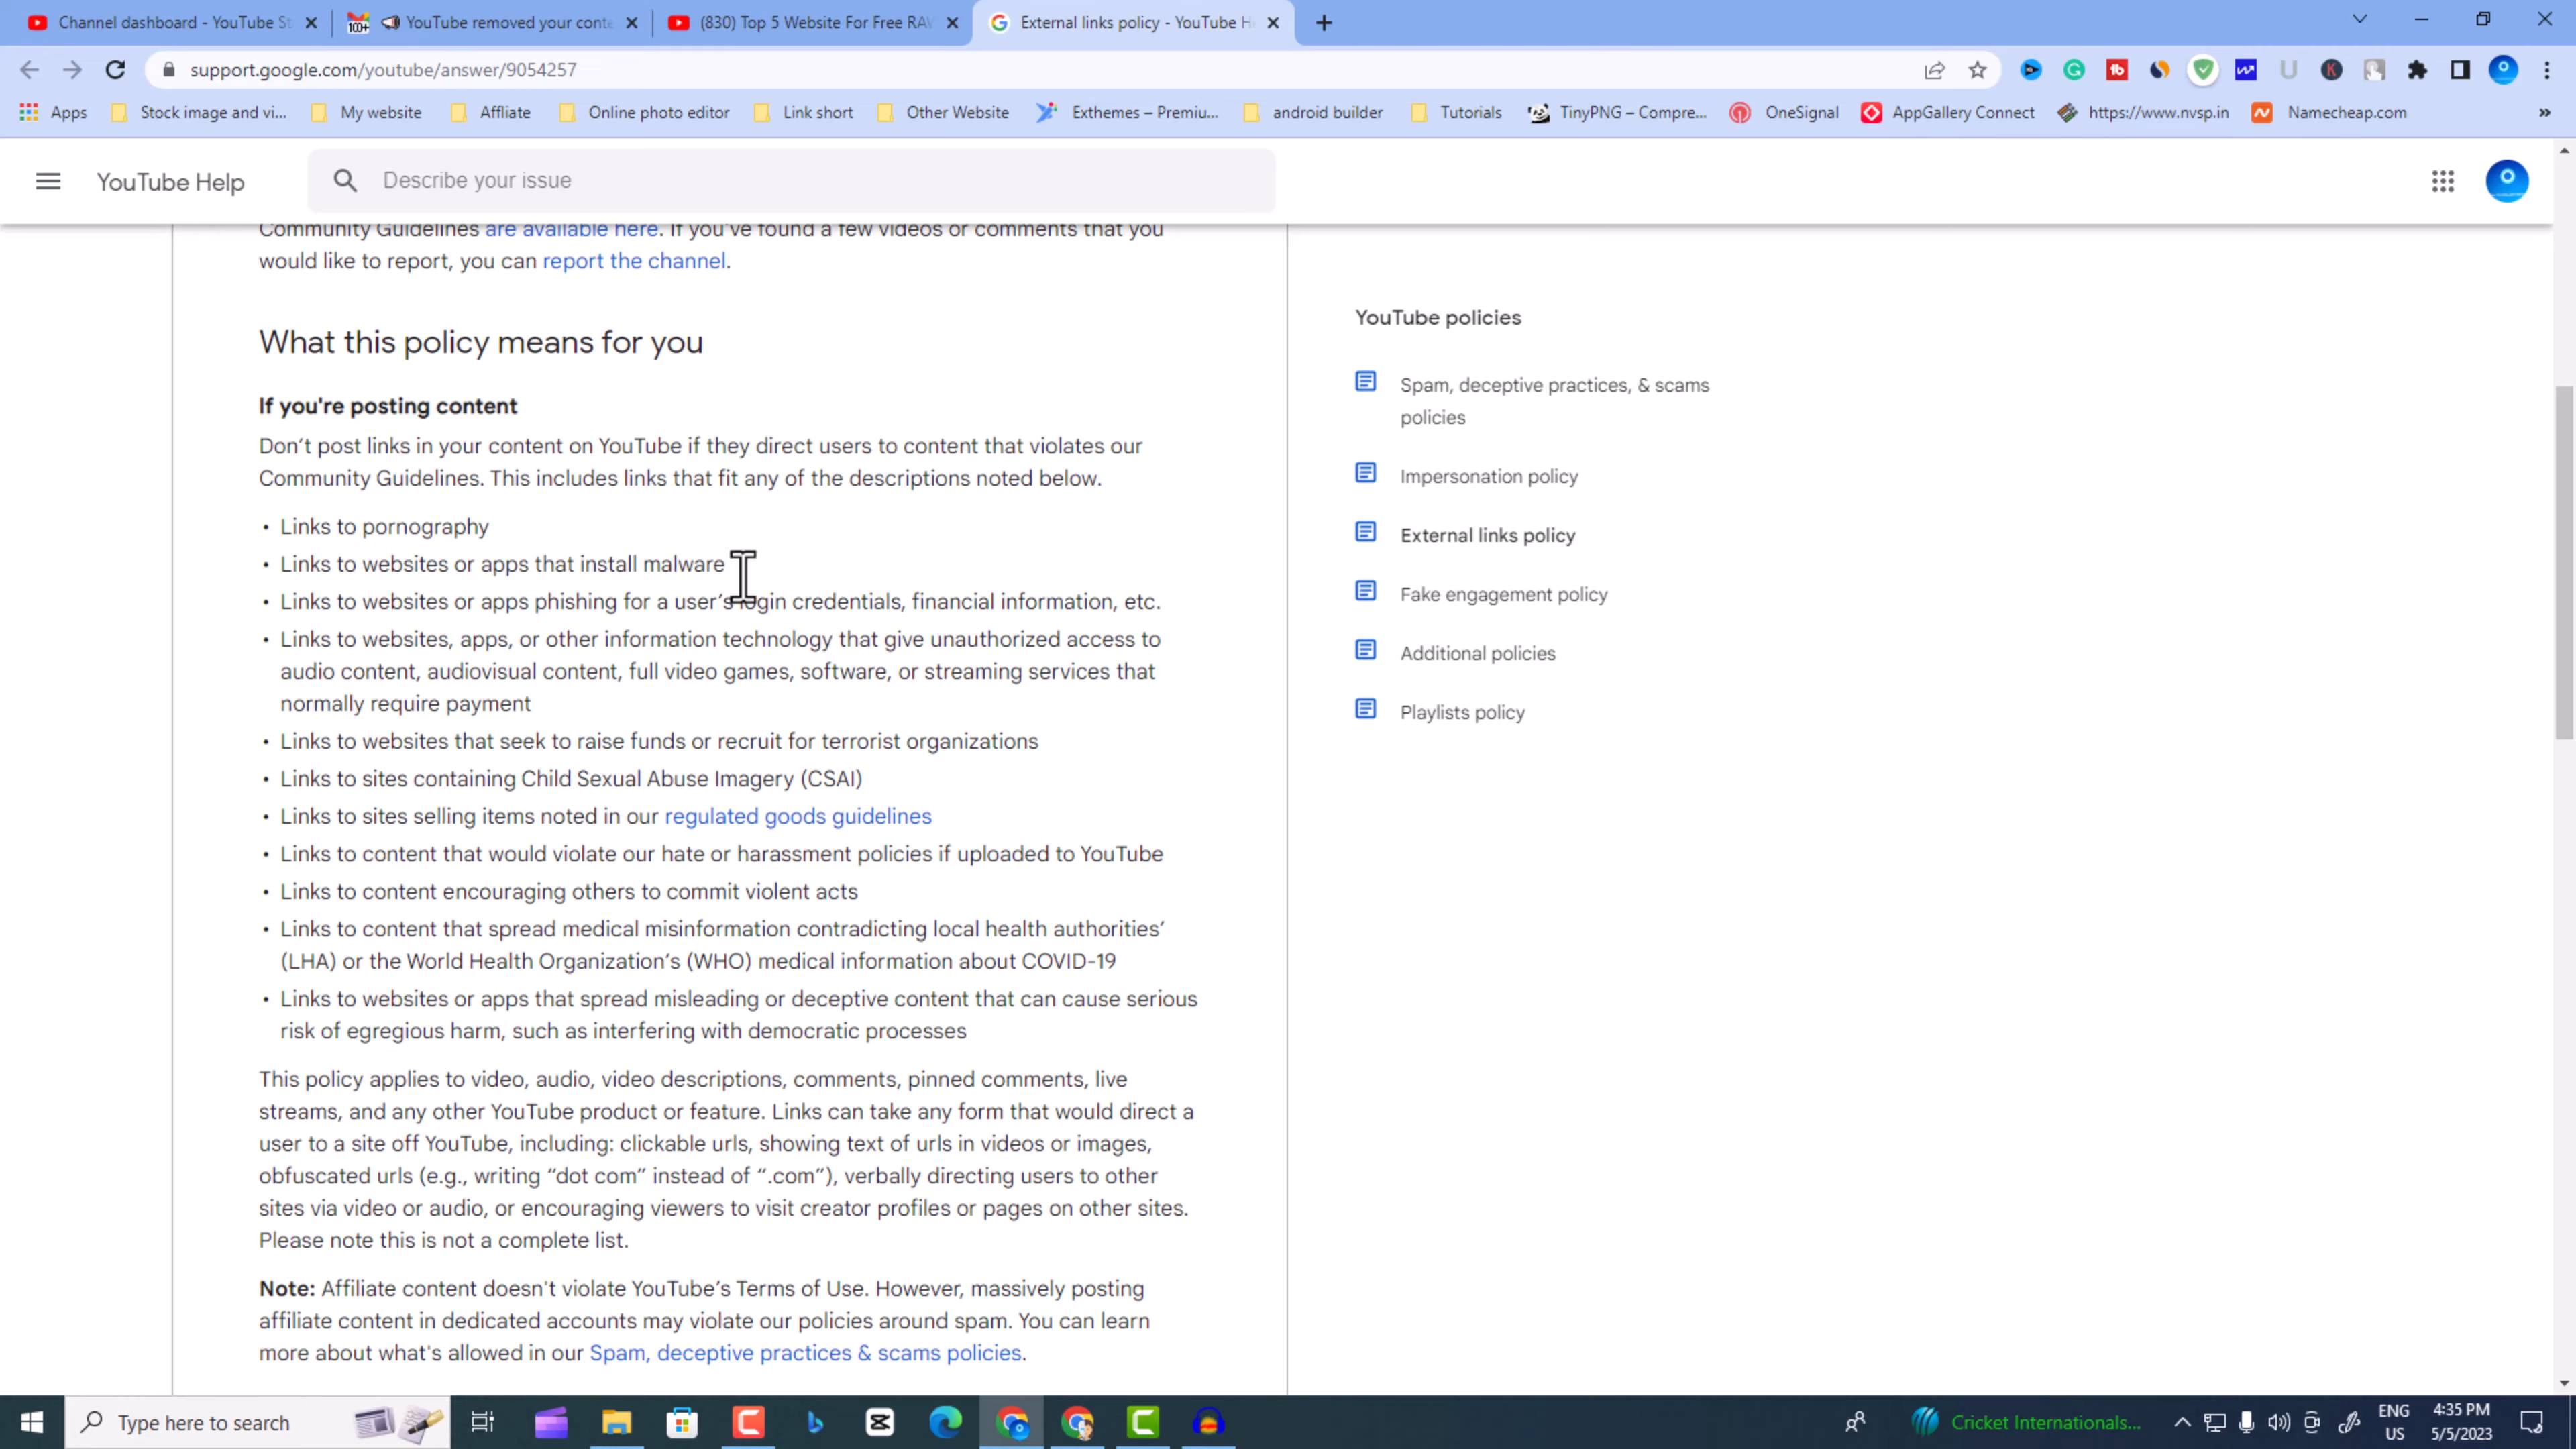 Channel dashboard - YouTube St
100+ YouTube removed your conte
(830) Top 5 Website For Free RAW
External links policy - YouTube He
support.google.com/youtube/answer/9054257
Apps
Stock image and vi...
My website
Affliate
Online photo editor
Link short
Other Website
Exthemes – Premiu...
android builder
Tutorials
TinyPNG – Compre...
OneSignal
AppGallery Connect
https://www.nvsp.in
Namecheap.com
»
YouTube Help
Describe your issue
Community Guidelines are available here. If you've found a few videos or comments that you
would like to report, you can report the channel.
What this policy means for you
If you're posting content
Don’t post links in your content on YouTube if they direct users to content that violates our
Community Guidelines. This includes links that fit any of the descriptions noted below.
• Links to pornography
• Links to websites or apps that install malware
• Links to websites or apps phishing for a user’s login credentials, financial information, etc.
• Links to websites, apps, or other information technology that give unauthorized access to
audio content, audiovisual content, full video games, software, or streaming services that
normally require payment
• Links to websites that seek to raise funds or recruit for terrorist organizations
• Links to sites containing Child Sexual Abuse Imagery (CSAI)
• Links to sites selling items noted in our regulated goods guidelines
• Links to content that would violate our hate or harassment policies if uploaded to YouTube
• Links to content encouraging others to commit violent acts
• Links to content that spread medical misinformation contradicting local health authorities’
(LHA) or the World Health Organization’s (WHO) medical information about COVID-19
• Links to websites or apps that spread misleading or deceptive content that can cause serious
risk of egregious harm, such as interfering with democratic processes
This policy applies to video, audio, video descriptions, comments, pinned comments, live
streams, and any other YouTube product or feature. Links can take any form that would direct a
user to a site off YouTube, including: clickable urls, showing text of urls in videos or images,
obfuscated urls (e.g., writing “dot com” instead of “.com”), verbally directing users to other
sites via video or audio, or encouraging viewers to visit creator profiles or pages on other sites.
Please note this is not a complete list.
Note: Affiliate content doesn't violate YouTube’s Terms of Use. However, massively posting
affiliate content in dedicated accounts may violate our policies around spam. You can learn
more about what's allowed in our Spam, deceptive practices & scams policies.
YouTube policies
Spam, deceptive practices, & scams
policies
Impersonation policy
External links policy
Fake engagement policy
Additional policies
Playlists policy
Type here to search
Cricket Internationals...
ENG
US
4:35 PM
5/5/2023